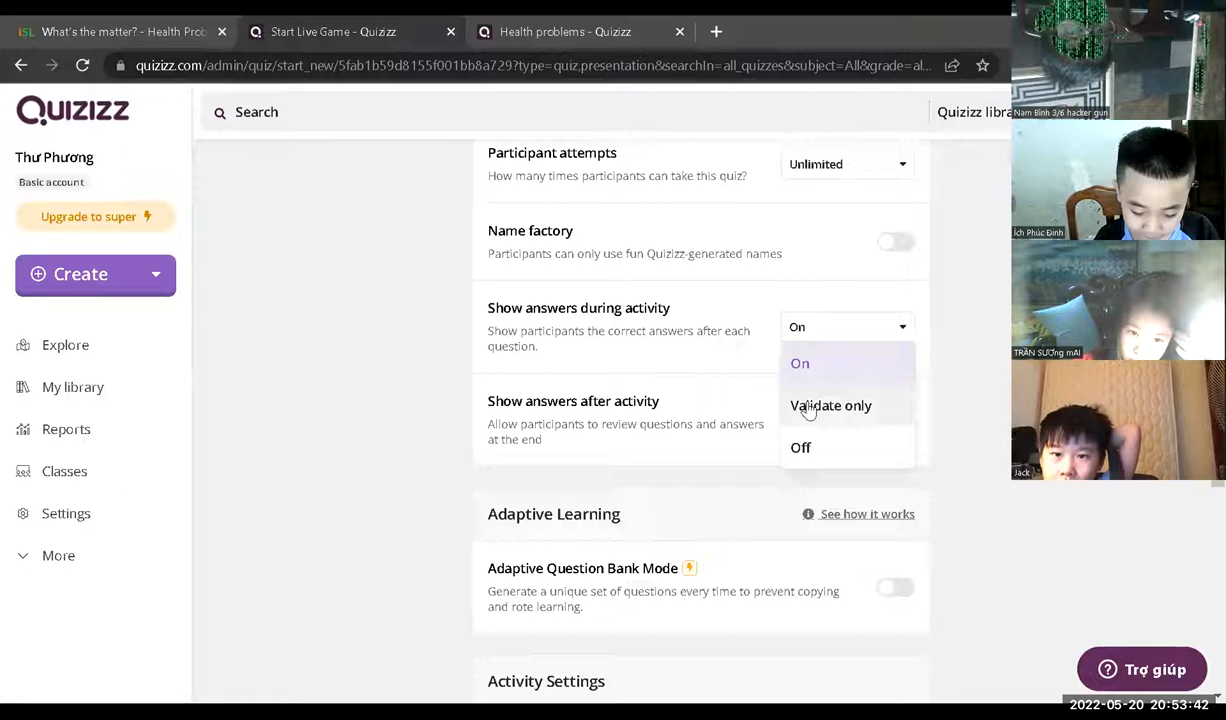 iSL What's the matter? - Health Prob
Start Live Game - Quizizz
Health problems - Quizizz
quizizz.com/admin/quiz/start_new/5fab1b59d8155f001bb8a729?type=quiz,presentation&searchIn=all_quizzes&subject=All&grade=al...
QUIZIZZ
Search
Quizizz libra
Thư Phương
Basic account
Upgrade to super
Create
Explore
My library
Reports
Classes
Settings
More
Participant attempts
How many times participants can take this quiz?
Unlimited
Name factory
Participants can only use fun Quizizz-generated names
Show answers during activity
Show participants the correct answers after each
question.
On
On
Validate only
Off
Show answers after activity
Allow participants to review questions and answers
at the end
Adaptive Learning
See how it works
Adaptive Question Bank Mode
Generate a unique set of questions every time to prevent copying
and rote learning.
Activity Settings
Nam Bình 3/6 hacker gun
Ích Phúc Đinh
TRẦN SƯơng mAI
Jack
Trợ giúp
2022-05-20 20:53:42